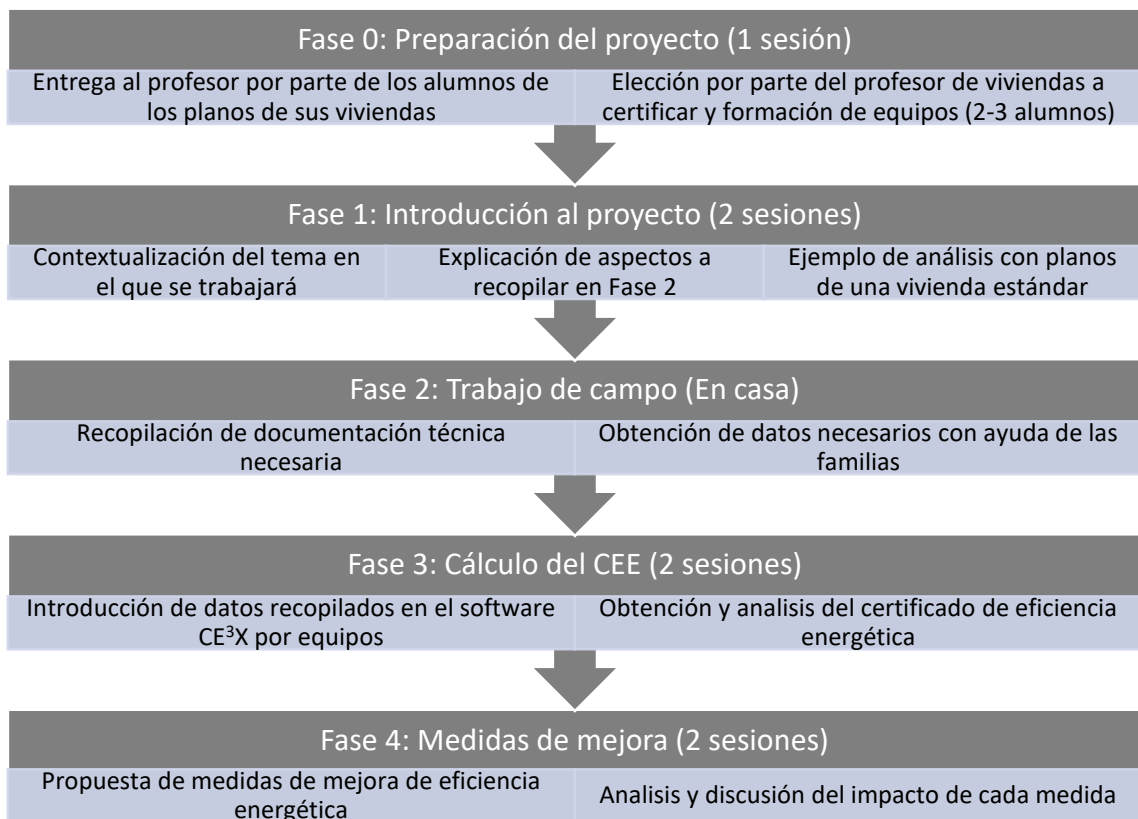 Fase 0: Preparación del proyecto (1 sesión)
Entrega al profesor por parte de los alumnos de
los planos de sus viviendas
Elección por parte del profesor de viviendas a
certificar y formación de equipos (2-3 alumnos)
Fase 1: Introducción al proyecto (2 sesiones)
Contextualización del tema en
el que se trabajará
Explicación de aspectos a
recopilar en Fase 2
Ejemplo de análisis con planos
de una vivienda estándar
Fase 2: Trabajo de campo (En casa)
Recopilación de documentación técnica
necesaria
Obtención de datos necesarios con ayuda de las
familias
Fase 3: Cálculo del CEE (2 sesiones)
Introducción de datos recopilados en el software
CE³X por equipos
Obtención y analisis del certificado de eficiencia
energética
Fase 4: Medidas de mejora (2 sesiones)
Propuesta de medidas de mejora de eficiencia
energética
Analisis y discusión del impacto de cada medida